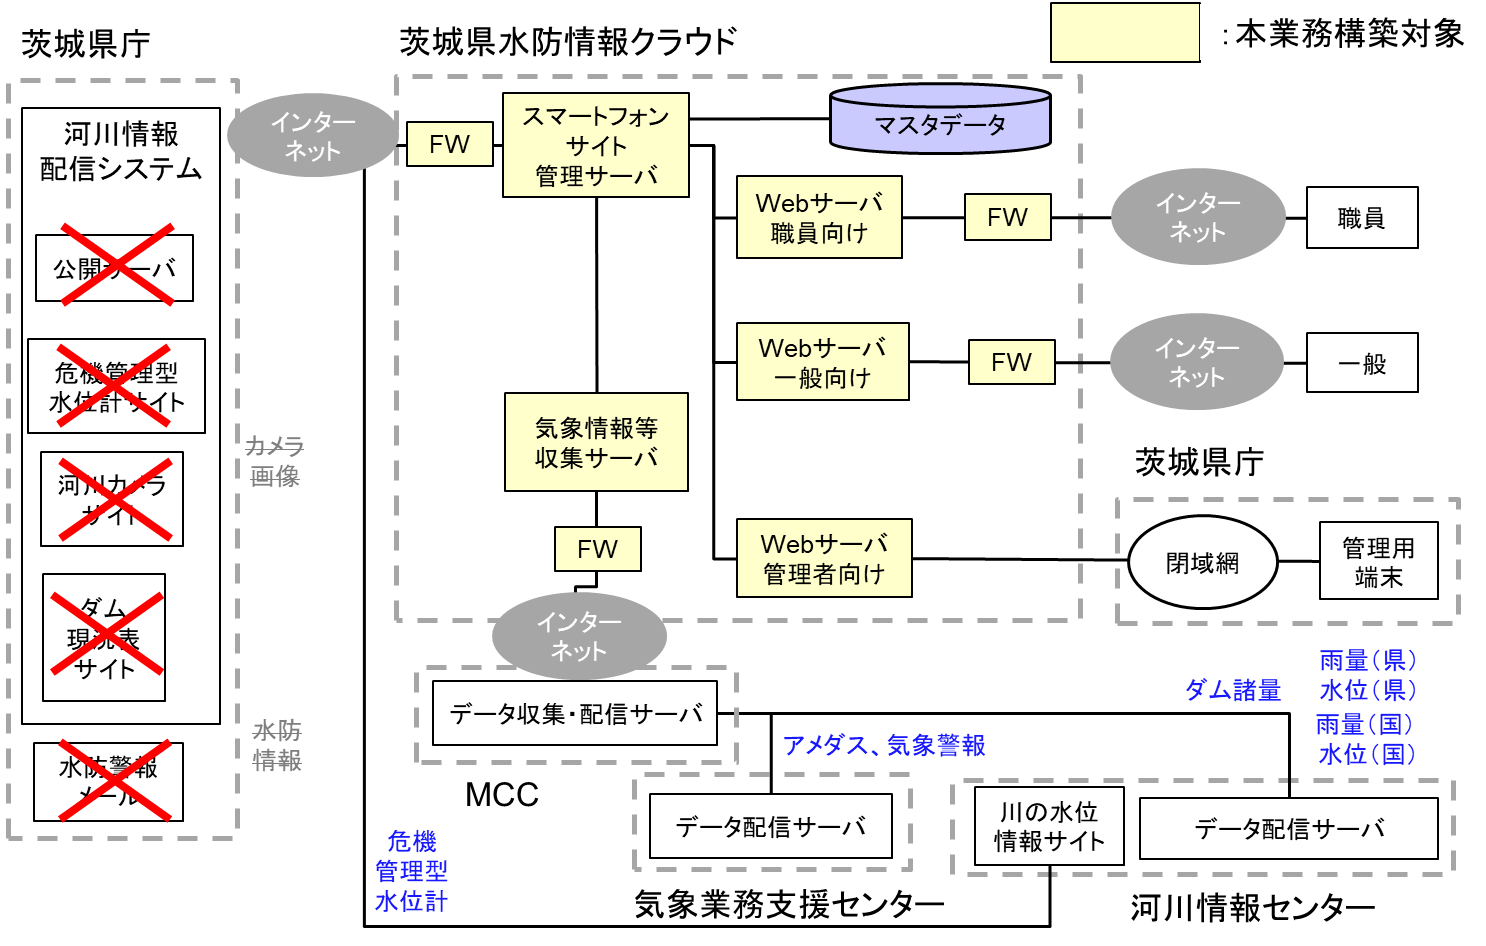 茨城県庁
河川情報
配信システム
公開サーバ
危機管理型
水位計サイト
河川カメラ
サイト
ダム
現況表
サイト
水防警報
メール
カメラ
画像
水防
情報
インター
ネット
茨城県水防情報クラウド
：本業務構築対象
FW
スマートフォン
サイト
管理サーバ
マスタデータ
Webサーバ
職員向け
FW
インター
ネット
職員
Webサーバ
一般向け
FW
インター
ネット
一般
気象情報等
収集サーバ
FW
インター
ネット
Webサーバ
管理者向け
茨城県庁
閉域網
管理用
端末
データ収集・配信サーバ
MCC
アメダス、気象警報
ダム諸量
雨量（県）
水位（県）
雨量（国）
水位（国）
データ配信サーバ
気象業務支援センター
川の水位
情報サイト
データ配信サーバ
河川情報センター
危機
管理型
水位計